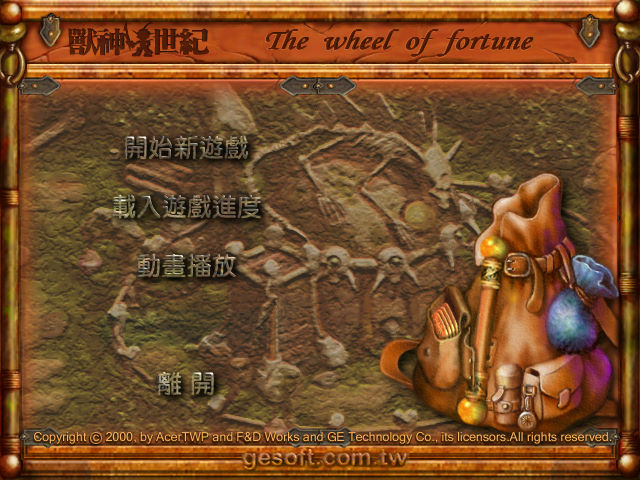 獸神世紀 The wheel of fortune
開始新遊戲
載入遊戲進度
動畫播放
離開
Copyright © 2000, by AcerTWP and F&D Works and GE Technology Co., its licensors.All rights reserved.
gesoft.com.tw